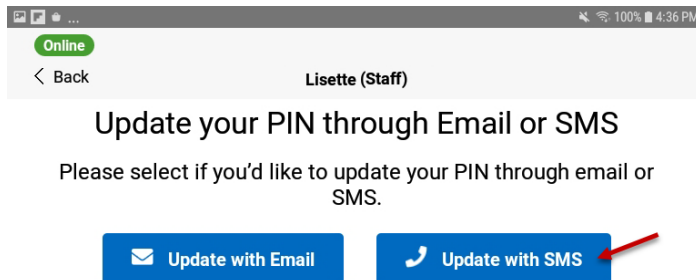 ... 100% 4:36 PM
Online
Back
Lisette (Staff)
Update your PIN through Email or SMS
Please select if you'd like to update your PIN through email or
SMS.
Update with Email Update with SMS